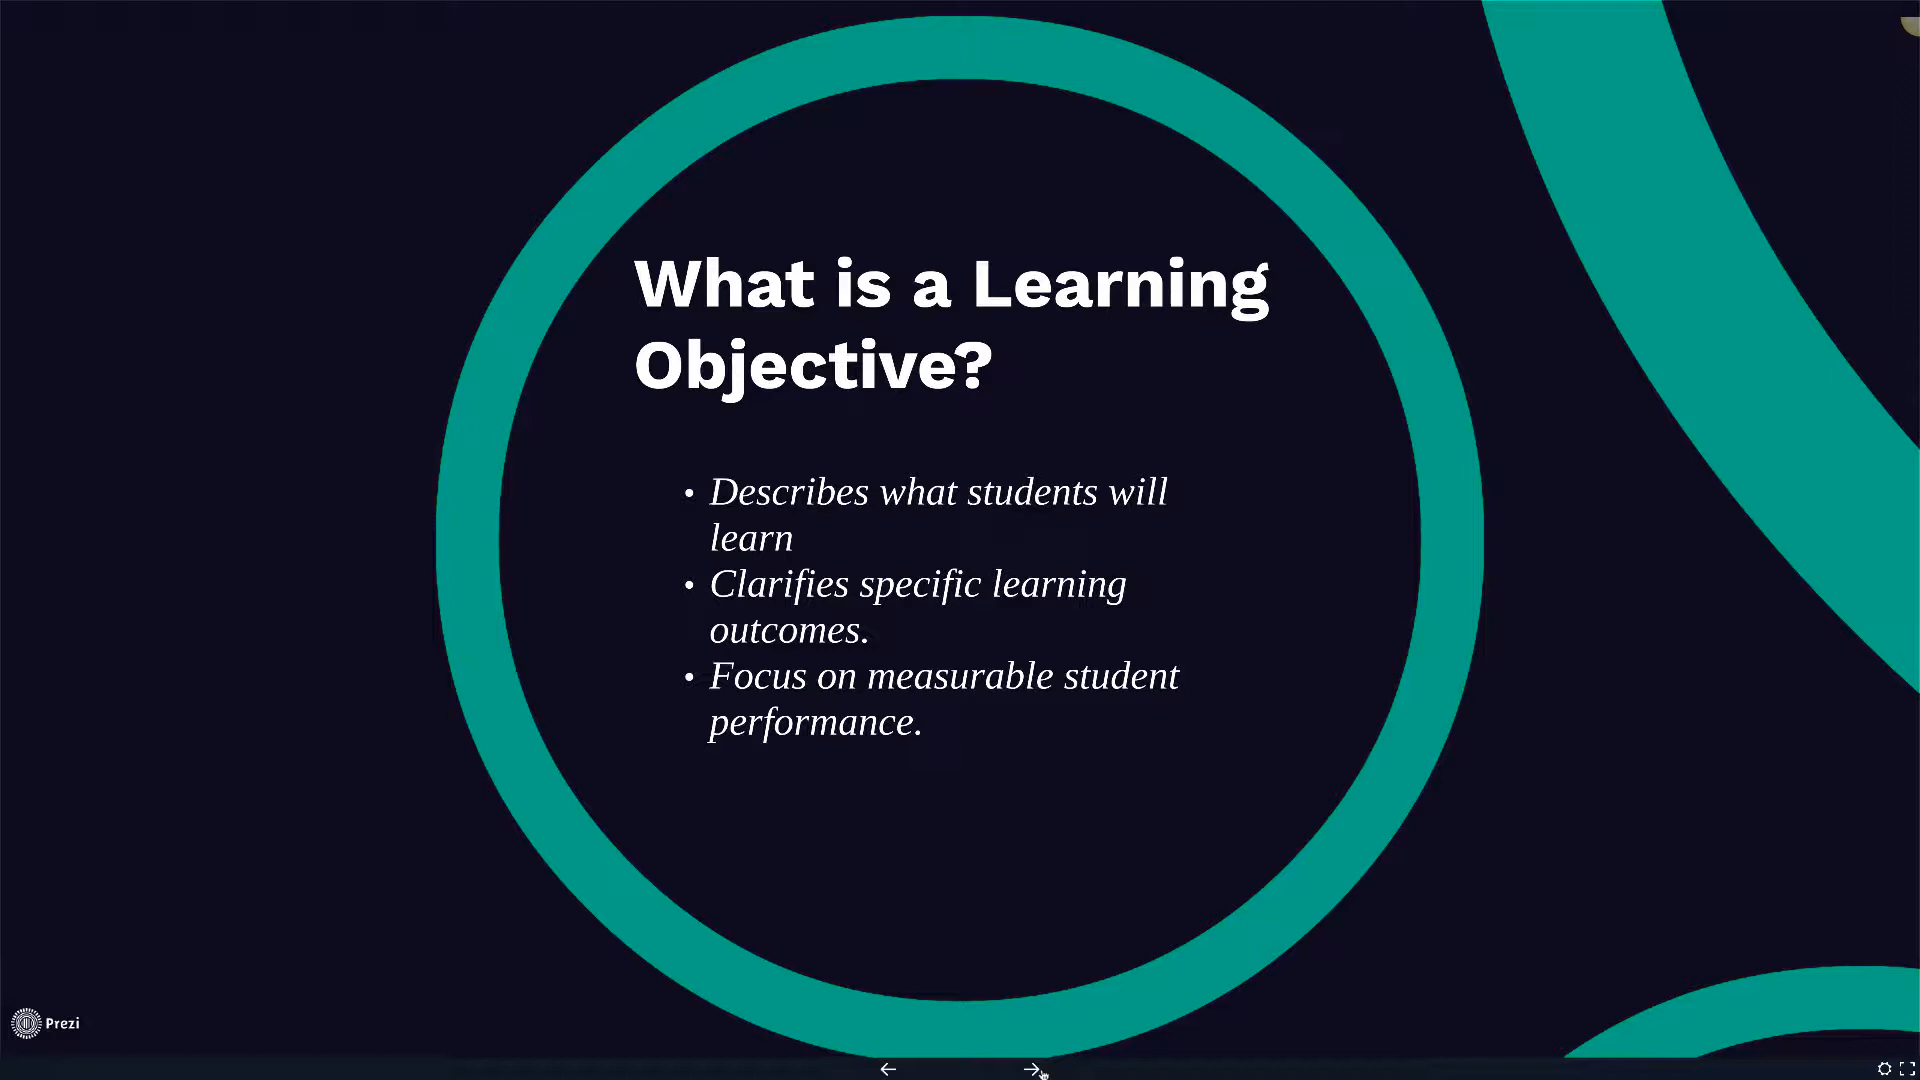 What is a Learning
Objective?
• Describes what students will
learn
• Clarifies specific learning
outcomes.
• Focus on measurable student
performance.
Prezi